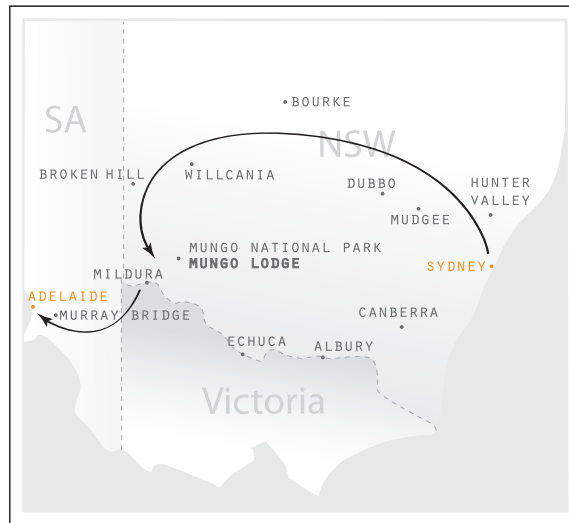 BOURKE
SA
NSW
WILLCANIA
BROKEN HILL
DUBBO
HUNTER
VALLEY
MUDGEE
MUNGO NATIONAL PARK
MUNGO LODGE
SYDNEY
MILDURA
ADELAIDE
MURRAY BRIDGE
CANBERRA
ECHUCA
ALBURY
Victoria